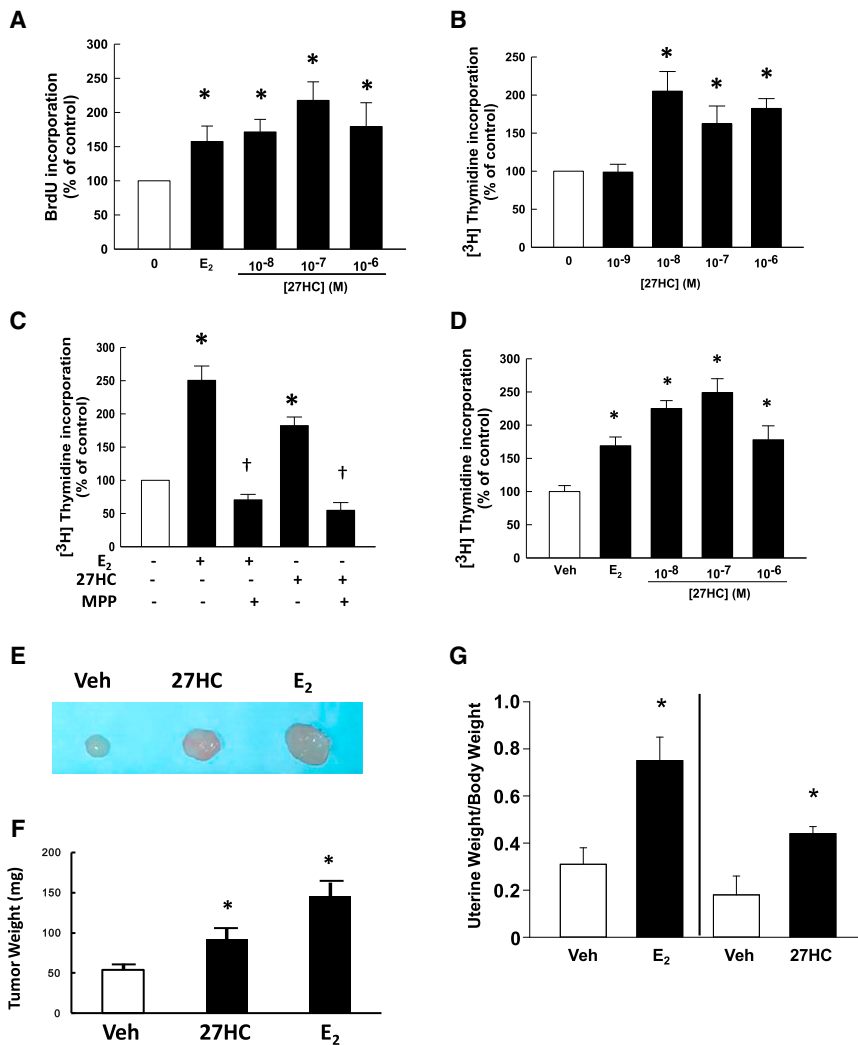 A
BrdU incorporation
(% of control)
300
250
200
150
100
50
0
*
*
*
*
0
E₂
10⁻⁸
10⁻⁷
10⁻⁶
[27HC] (M)
B
[³H] Thymidine incorporation
(% of control)
250
200
150
100
50
0
*
*
*
0
10⁻⁹
10⁻⁸
10⁻⁷
10⁻⁶
[27HC] (M)
C
[³H] Thymidine incorporation
(% of control)
300
250
200
150
100
50
0
*
†
*
†
E₂ - + + - -
27HC - - - + +
MPP - - + - +
D
[³H] Thymidine incorporation
(% of control)
300
250
200
150
100
50
0
*
*
*
*
Veh
E₂
10⁻⁸
10⁻⁷
10⁻⁶
[27HC] (M)
E
Veh 27HC E₂
F
Tumor Weight (mg)
200
150
100
50
0
*
*
Veh 27HC E₂
G
Uterine Weight/Body Weight
1.0
0.8
0.6
0.4
0.2
0
*
*
Veh E₂ Veh 27HC